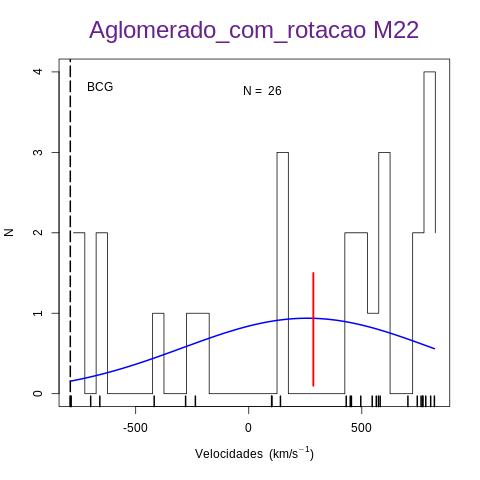 Aglomerado_com_rotacao M22
BCG
N = 26
4
3
2
1
0
N
-500 0 500
Velocidades (km/s⁻¹)